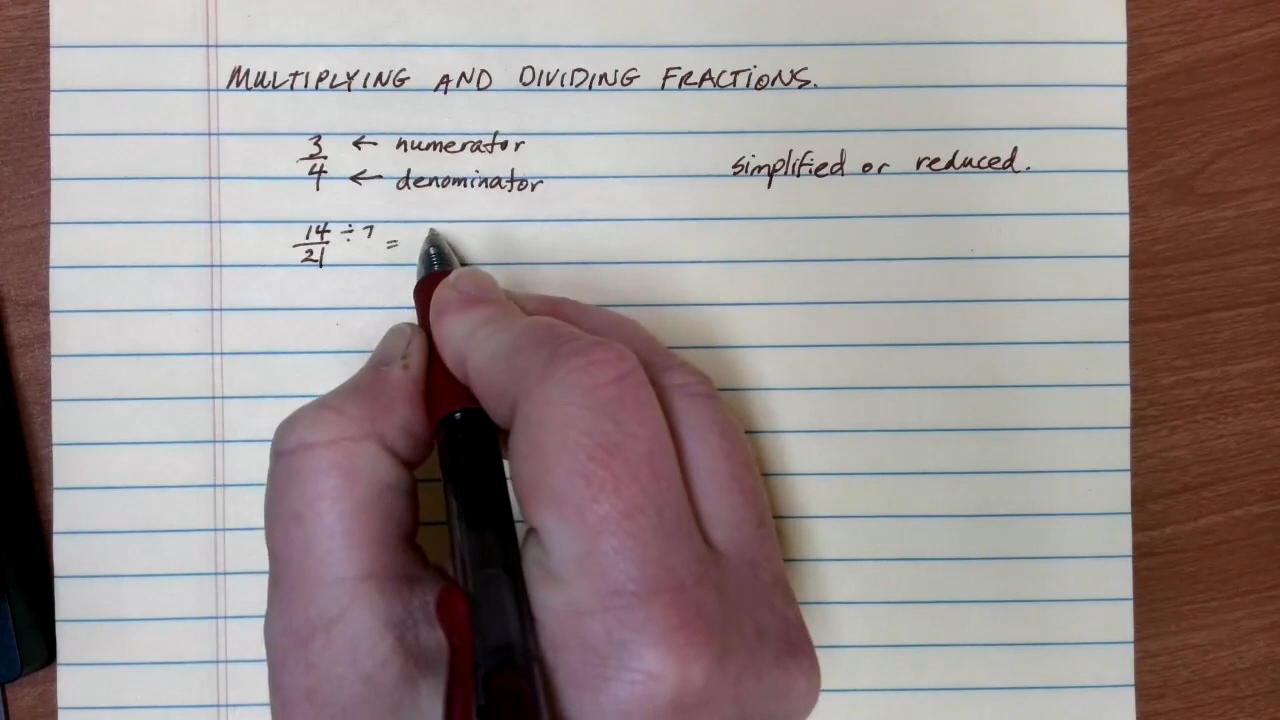 MULTIPLYING AND DIVIDING FRACTIONS.
3 ← numerator
4 ← denominator
simplified or reduced.
14 ÷ 7 =
21